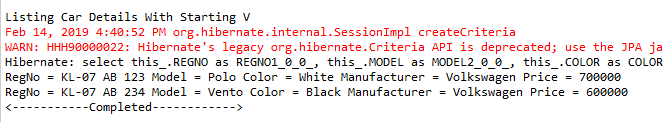 Listing Car Details With Starting V
Feb 14, 2019 4:40:52 PM org.hibernate.internal.SessionImpl createCriteria
WARN: HHH90000022: Hibernate's legacy org.hibernate.Criteria API is deprecated; use the JPA ja
Hibernate: select this_.REGNO as REGNO1_0_0_, this_.MODEL as MODEL2_0_0_, this_.COLOR as COLOR
RegNo = KL-07 AB 123 Model = Polo Color = White Manufacturer = Volkswagen Price = 700000
RegNo = KL-07 AB 234 Model = Vento Color = Black Manufacturer = Volkswagen Price = 600000
<-----------Completed------------>